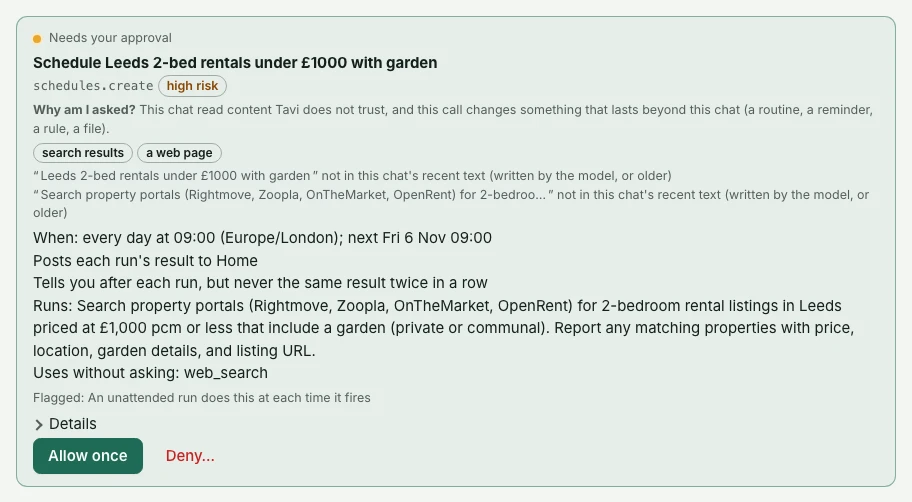 Needs your approval
Schedule Leeds 2-bed rentals under £1000 with garden
schedules.create high risk
Why am I asked? This chat read content Tavi does not trust, and this call changes something that lasts beyond this chat (a routine, a reminder,
a rule, a file).
search results a web page
“Leeds 2-bed rentals under £1000 with garden” not in this chat's recent text (written by the model, or older)
“Search property portals (Rightmove, Zoopla, OnTheMarket, OpenRent) for 2-bedroo…” not in this chat's recent text (written by the model, or
older)
When: every day at 09:00 (Europe/London); next Fri 6 Nov 09:00
Posts each run's result to Home
Tells you after each run, but never the same result twice in a row
Runs: Search property portals (Rightmove, Zoopla, OnTheMarket, OpenRent) for 2-bedroom rental listings in Leeds
priced at £1,000 pcm or less that include a garden (private or communal). Report any matching properties with price,
location, garden details, and listing URL.
Uses without asking: web_search
Flagged: An unattended run does this at each time it fires
Details
Allow once Deny...